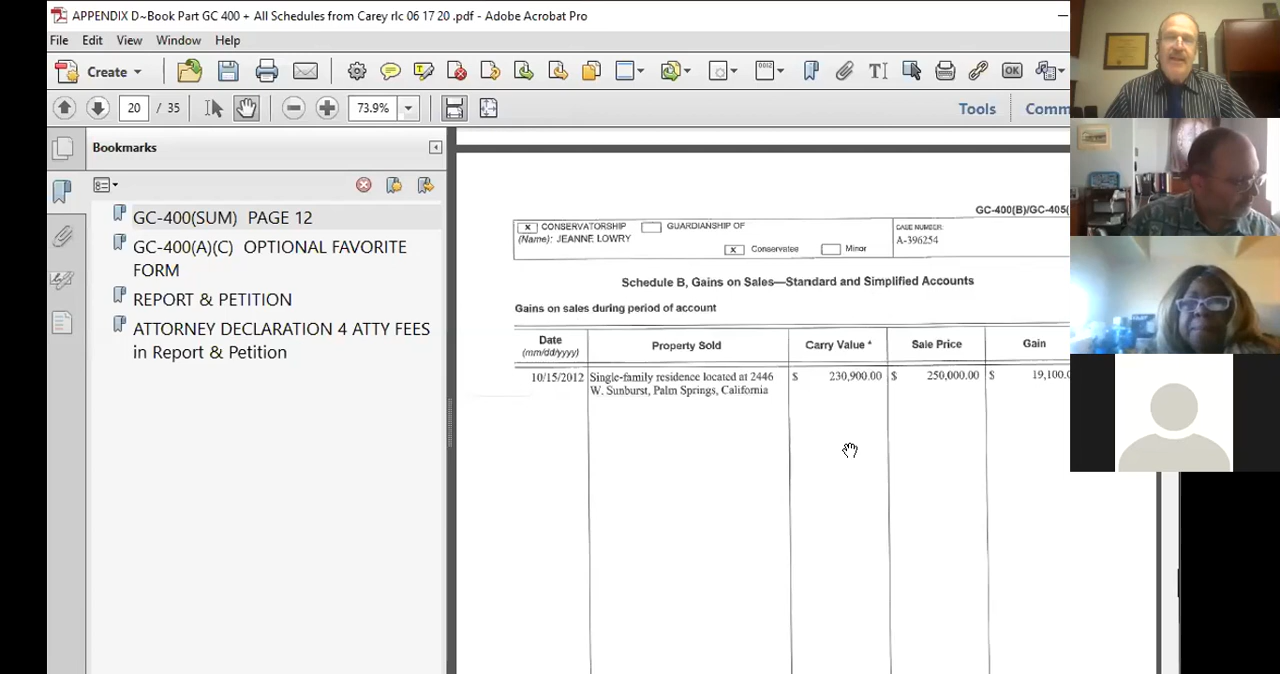 APPENDIX D~Book Part GC 400 + All Schedules from Carey rlc 06 17 20 .pdf - Adobe Acrobat Pro
File Edit View Window Help
Create
20 / 35 73.9% Tools Comm
Bookmarks
GC-400(SUM) PAGE 12
GC-400(A)(C) OPTIONAL FAVORITE
FORM
REPORT & PETITION
ATTORNEY DECLARATION 4 ATTY FEES
in Report & Petition
GC-400(B)/GC-405(
x CONSERVATORSHIP GUARDIANSHIP OF
(Name): JEANNE LOWRY
x Conservatee Minor
CASE NUMBER:
A-396254
Schedule B, Gains on Sales—Standard and Simplified Accounts
Gains on sales during period of account
Date
(mm/dd/yyyy)
Property Sold
Carry Value *
Sale Price
Gain
10/15/2012 Single-family residence located at 2446 $ 230,900.00 $ 250,000.00 $ 19,100.0
W. Sunburst, Palm Springs, California